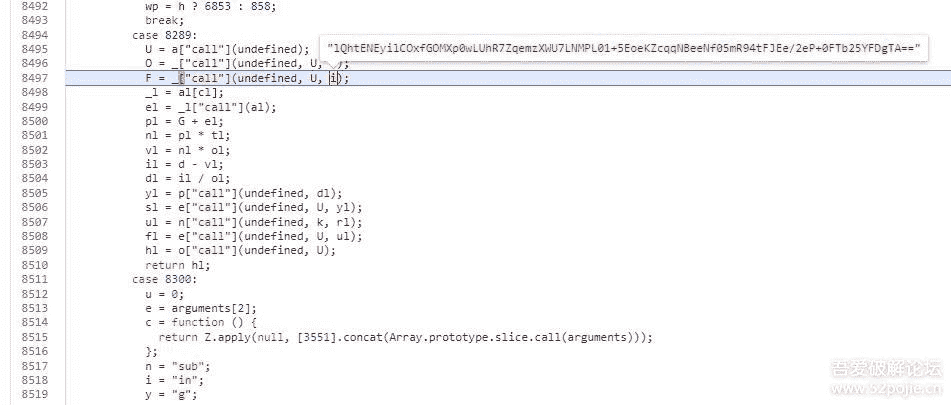 8492 wp = h ? 6853 : 858;
8493 break;
8494 case 8289:
8495 U = a["call"](undefined);
"lQhtENEyilCOxfGOMXp0wLUhR7ZqemzXWU7LNMPL01+5EoeKZcqqNBeeNf05mR94tFJEe/2eP+0FTb25YFDgTA=="
8496 O = _["call"](undefined, U, );
8497 F = _["call"](undefined, U, i);
8498 _l = al[cl];
8499 el = _l["call"](al);
8500 pl = G + el;
8501 nl = pl * tl;
8502 vl = nl * ol;
8503 il = d - vl;
8504 dl = il / ol;
8505 yl = p["call"](undefined, dl);
8506 sl = e["call"](undefined, U, yl);
8507 ul = n["call"](undefined, k, rl);
8508 fl = e["call"](undefined, U, ul);
8509 hl = o["call"](undefined, U);
8510 return hl;
8511 case 8300:
8512 u = 0;
8513 e = arguments[2];
8514 c = function () {
8515 return Z.apply(null, [3551].concat(Array.prototype.slice.call(arguments)));
8516 };
8517 n = "sub";
8518 i = "in";
8519 y = "g";
吾爱破解论坛
www.52pojie.cn